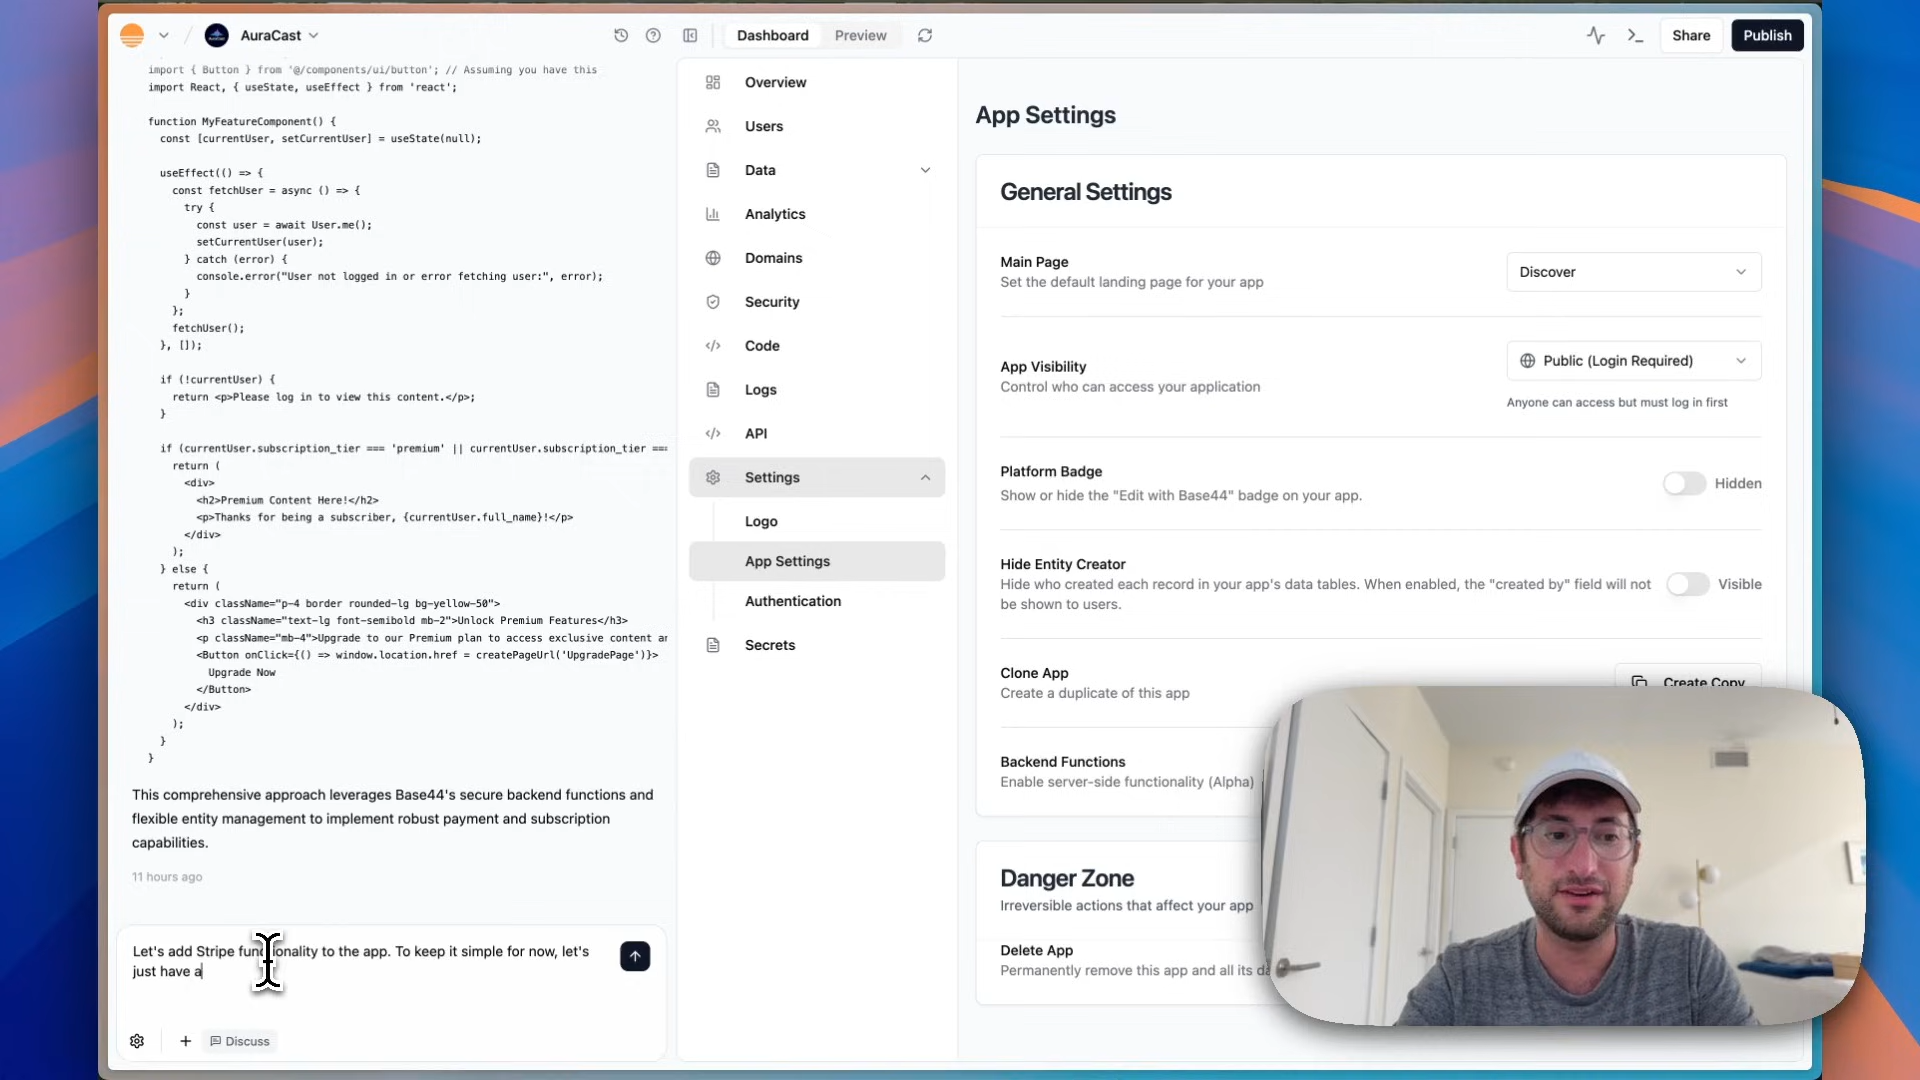 AuraCast
Dashboard
Preview
Share
Publish
import { Button } from '@/components/ui/button'; // Assuming you have this
import React, { useState, useEffect } from 'react';
function MyFeatureComponent() {
const [currentUser, setCurrentUser] = useState(null);
useEffect(() => {
const fetchUser = async () => {
try {
const user = await User.me();
setCurrentUser(user);
} catch (error) {
console.error("User not logged in or error fetching user:", error);
}
};
fetchUser();
}, []);
if (!currentUser) {
return <p>Please log in to view this content.</p>;
}
if (currentUser.subscription_tier === 'premium' || currentUser.subscription_tier ===
return (
<div>
<h2>Premium Content Here!</h2>
<p>Thanks for being a subscriber, {currentUser.full_name}!</p>
</div>
);
} else {
return (
<div className="p-4 border rounded-lg bg-yellow-50">
<h3 className="text-lg font-semibold mb-2">Unlock Premium Features</h3>
<p className="mb-4">Upgrade to our Premium plan to access exclusive content
<Button onClick={() => window.location.href = createPageUrl('UpgradePage')}>
Upgrade Now
</Button>
</div>
);
}
}
This comprehensive approach leverages Base44's secure backend functions and
flexible entity management to implement robust payment and subscription
capabilities.
11 hours ago
Let's add Stripe functionality to the app. To keep it simple for now, let's
just have a
Discuss
Overview
Users
Data
Analytics
Domains
Security
Code
Logs
API
Settings
Logo
App Settings
Authentication
Secrets
App Settings
General Settings
Main Page
Set the default landing page for your app
Discover
App Visibility
Control who can access your application
Public (Login Required)
Anyone can access but must log in first
Platform Badge
Show or hide the "Edit with Base44" badge on your app.
Hidden
Hide Entity Creator
Hide who created each record in your app's data tables. When enabled, the "created by" field will not
be shown to users.
Visible
Clone App
Create a duplicate of this app
Create Copy
Backend Functions
Enable server-side functionality (Alpha)
Danger Zone
Irreversible actions that affect your app
Delete App
Permanently remove this app and all its